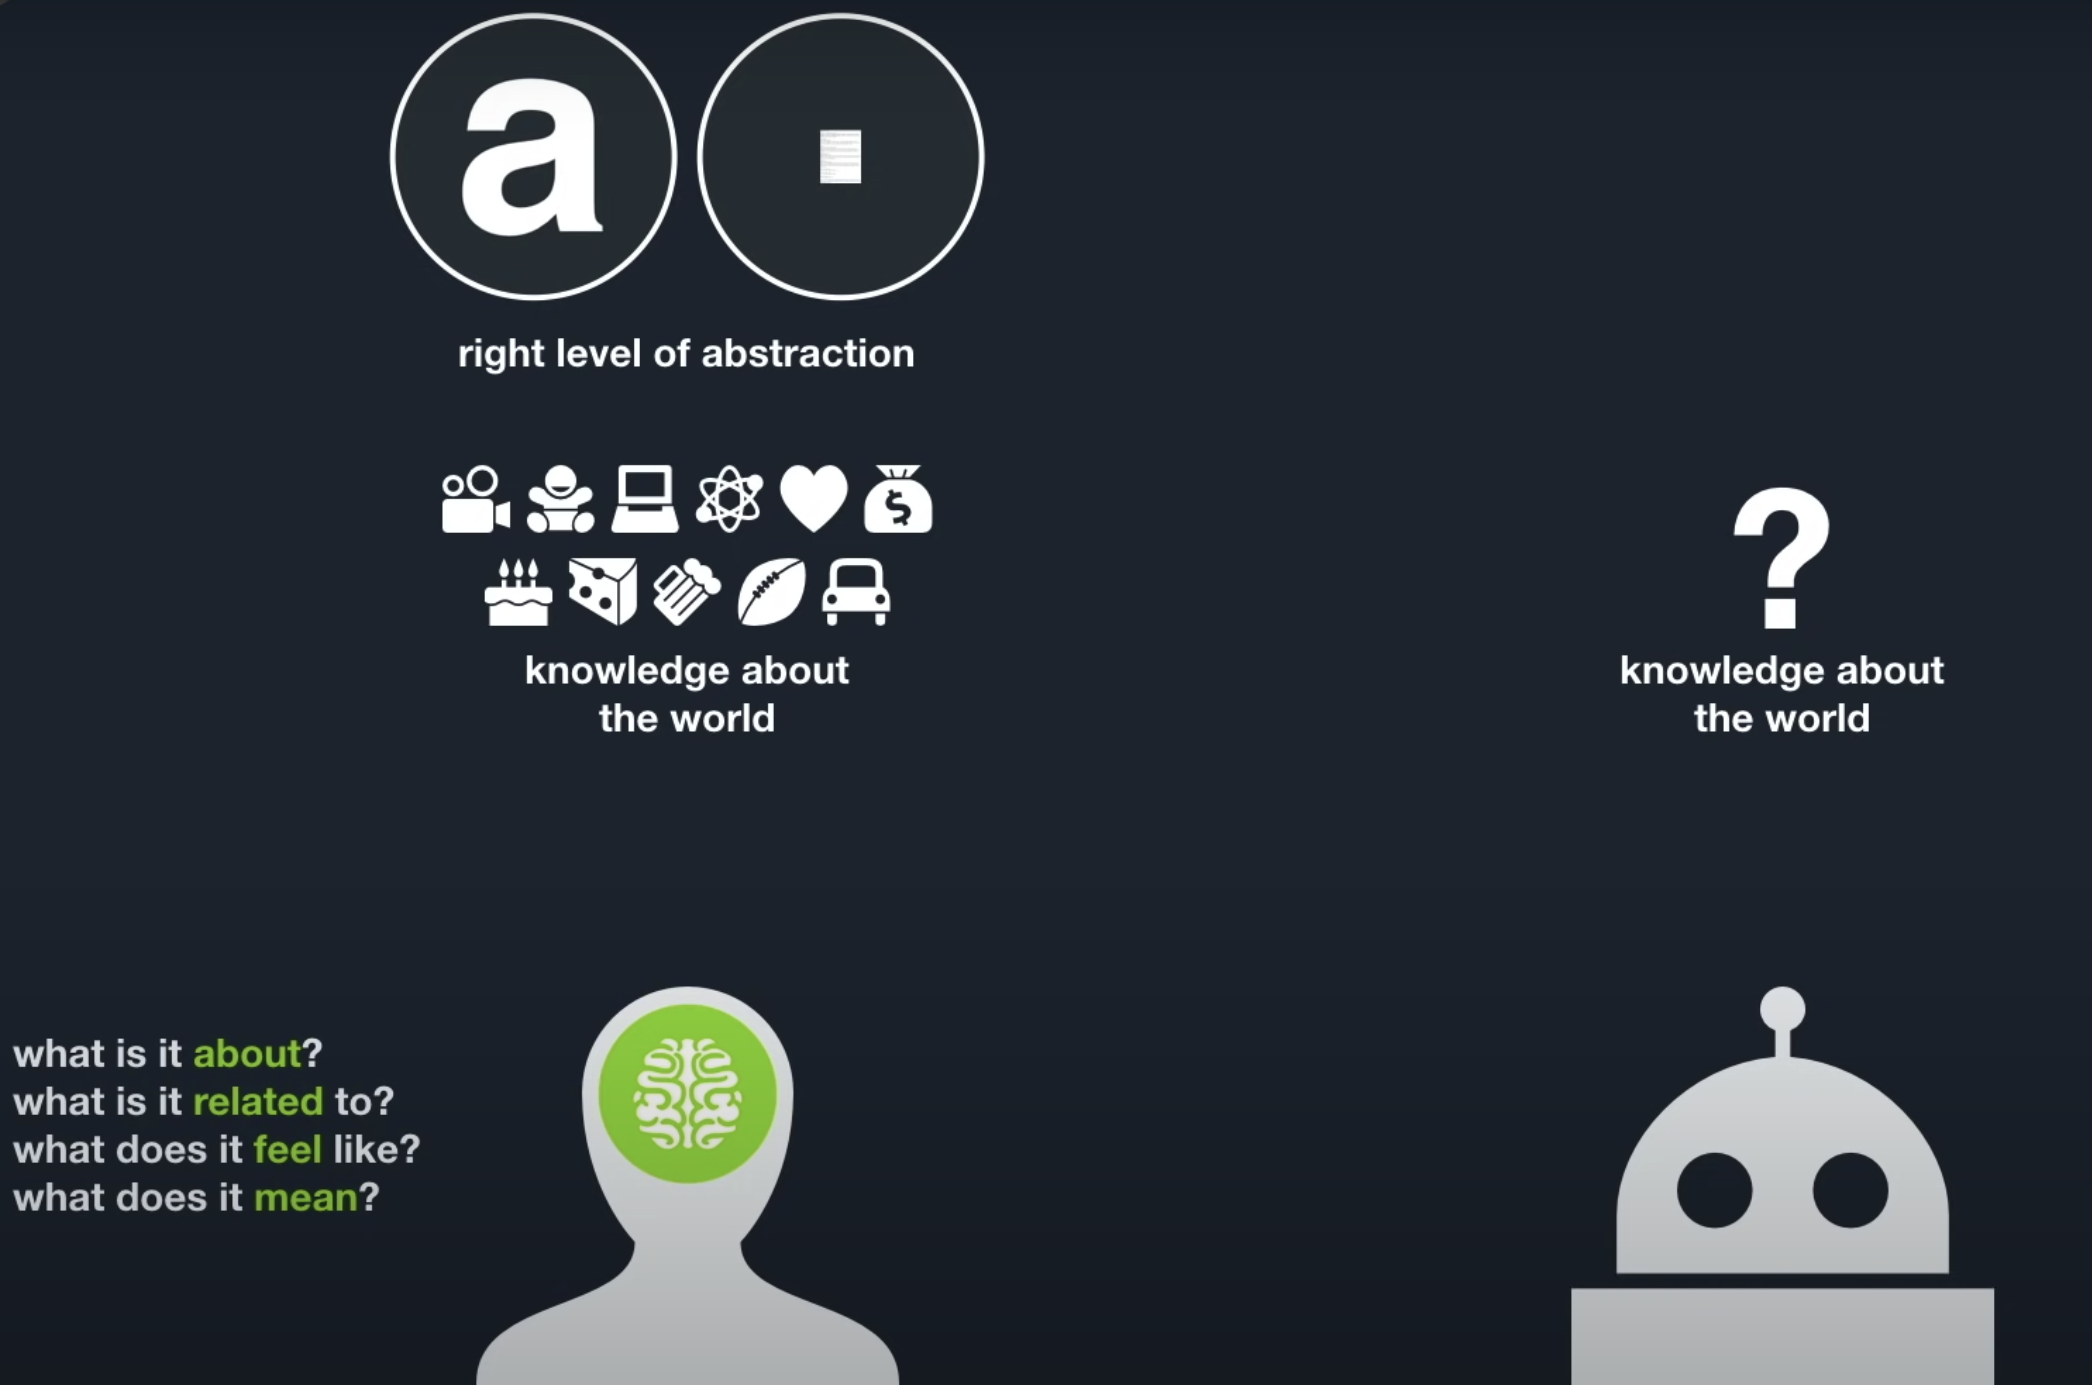 a
right level of abstraction
$
knowledge about
the world
?
knowledge about
the world
what is it about?
what is it related to?
what does it feel like?
what does it mean?